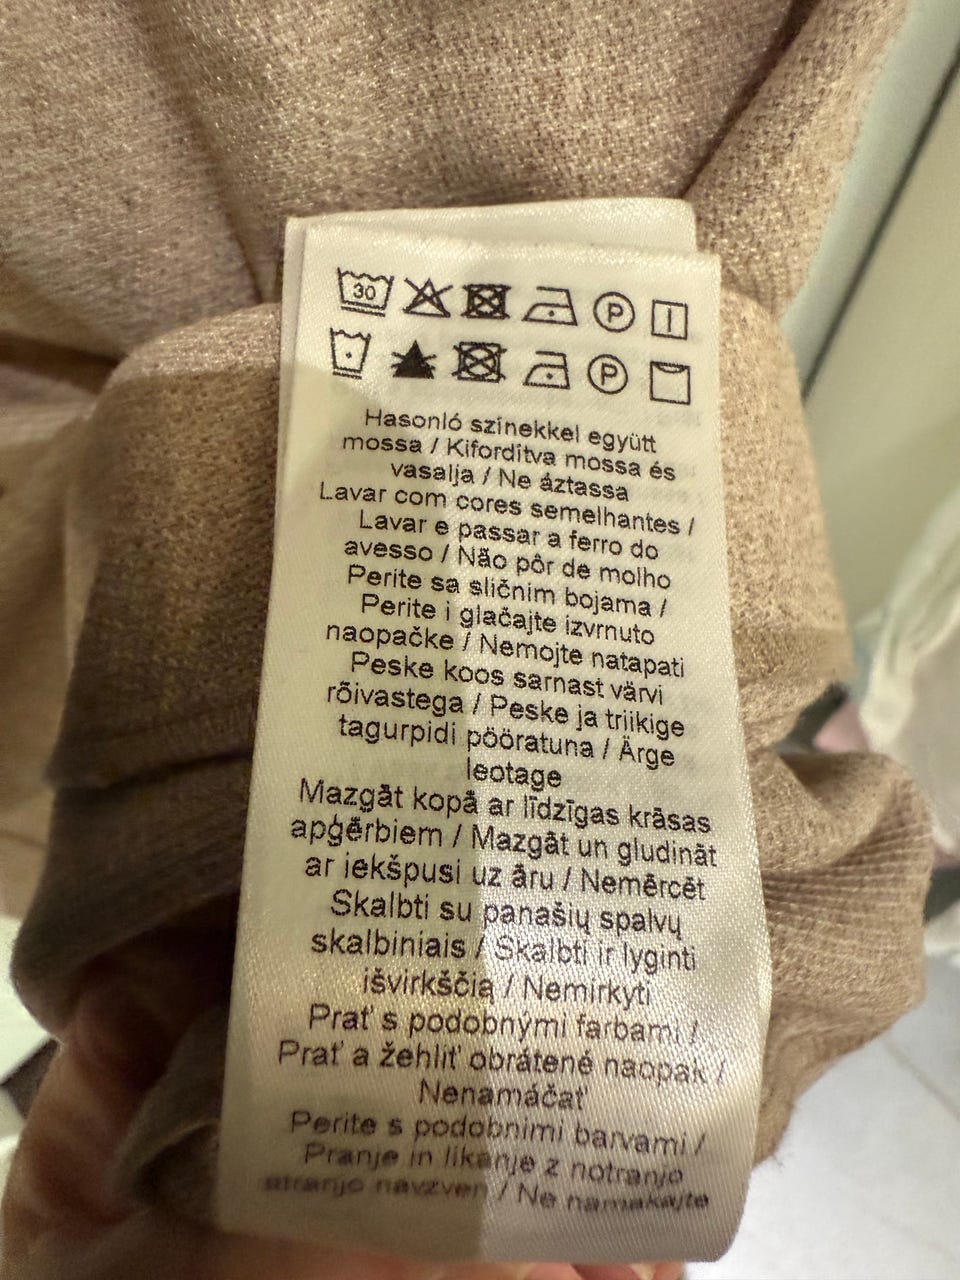 30 P
P
Hasonló színekkel együtt
mossa / Kifordítva mossa és
vasalja / Ne áztassa
Lavar com cores semelhantes /
Lavar e passar a ferro do
avesso / Não pôr de molho
Perite sa sličnim bojama /
Perite i glačajte izvrnuto
naopačke / Nemojte natapati
Peske koos sarnast värvi
rõivastega / Peske ja triikige
tagurpidi pööratuna / Ärge
leotage
Mazgāt kopā ar līdzīgas krāsas
apģērbiem / Mazgāt un gludināt
ar iekšpusi uz āru / Nemērcēt
Skalbti su panašių spalvų
skalbiniais / Skalbti ir lyginti
išvirkščią / Nemirkyti
Prať s podobnými farbami /
Prať a žehliť obrátené naopak /
Nenamáčať
Perite s podobnimi barvami /
Pranje in likanje z notranjo
stranjo navzven / Ne namakajte